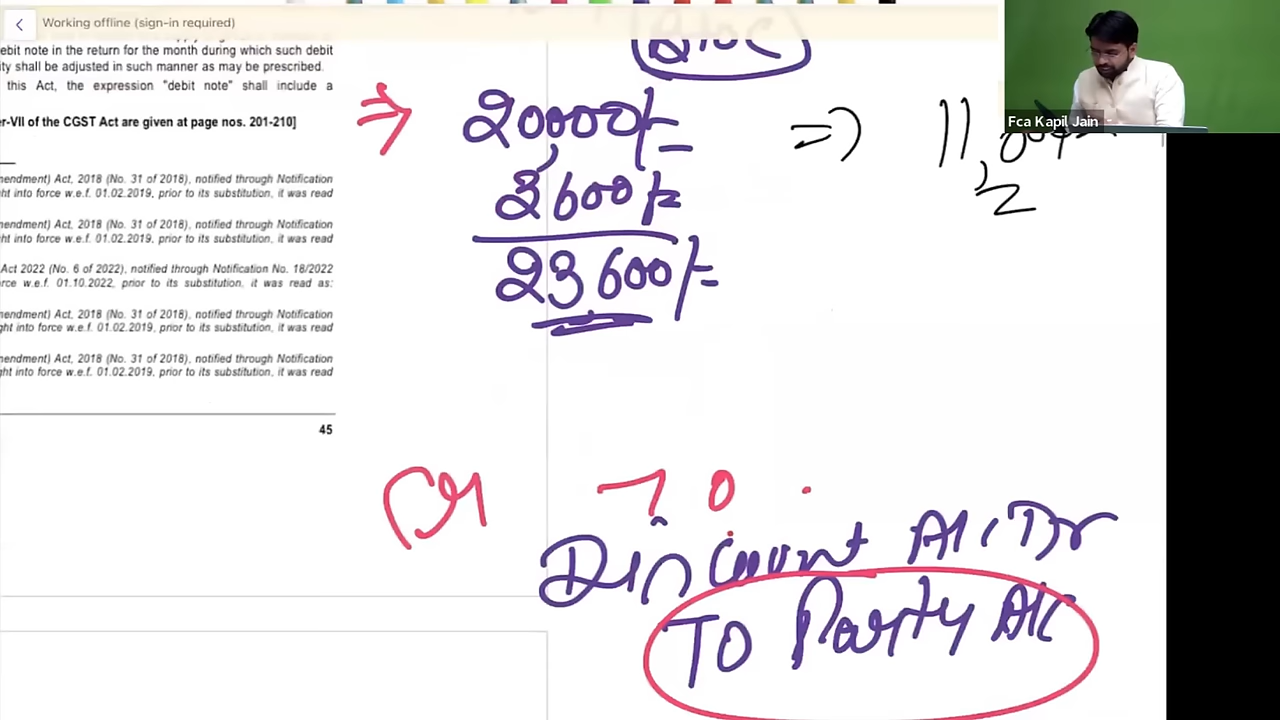 Working offline (sign-in required)
ebit note in the return for the month during which such debit
ity shall be adjusted in such manner as may be prescribed.
this Act, the expression "debit note" shall include a
r-VII of the CGST Act are given at page nos. 201-210]
mendment) Act, 2018 (No. 31 of 2018), notified through Notification
ht into force w.e.f. 01.02.2019, prior to its substitution, it was read
mendment) Act, 2018 (No. 31 of 2018), notified through Notification
ht into force w.e.f. 01.02.2019, prior to its substitution, it was read
Act 2022 (No. 6 of 2022), notified through Notification No. 18/2022
rce w.e.f. 01.10.2022, prior to its substitution, it was read as:
mendment) Act, 2018 (No. 31 of 2018), notified through Notification
ght into force w.e.f. 01.02.2019, prior to its substitution, it was read
mendment) Act, 2018 (No. 31 of 2018), notified through Notification
ht into force w.e.f. 01.02.2019, prior to its substitution, it was read
45
⇒ 20000/-
3600/-
23600/-
Discount A/c Dr
To Party A/c
Fca Kapil Jain